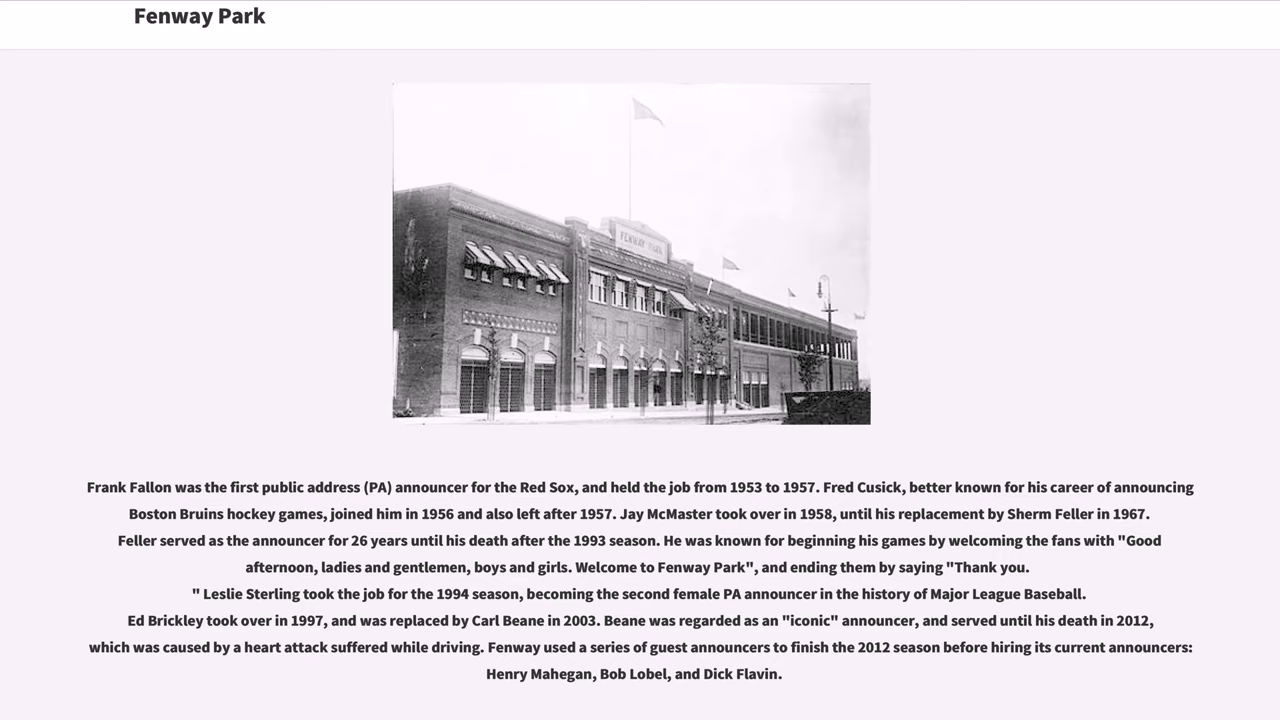 Fenway Park
FENWAY PARK
Frank Fallon was the first public address (PA) announcer for the Red Sox, and held the job from 1953 to 1957. Fred Cusick, better known for his career of announcing
Boston Bruins hockey games, joined him in 1956 and also left after 1957. Jay McMaster took over in 1958, until his replacement by Sherm Feller in 1967.
Feller served as the announcer for 26 years until his death after the 1993 season. He was known for beginning his games by welcoming the fans with "Good
afternoon, ladies and gentlemen, boys and girls. Welcome to Fenway Park", and ending them by saying "Thank you.
" Leslie Sterling took the job for the 1994 season, becoming the second female PA announcer in the history of Major League Baseball.
Ed Brickley took over in 1997, and was replaced by Carl Beane in 2003. Beane was regarded as an "iconic" announcer, and served until his death in 2012,
which was caused by a heart attack suffered while driving. Fenway used a series of guest announcers to finish the 2012 season before hiring its current announcers:
Henry Mahegan, Bob Lobel, and Dick Flavin.